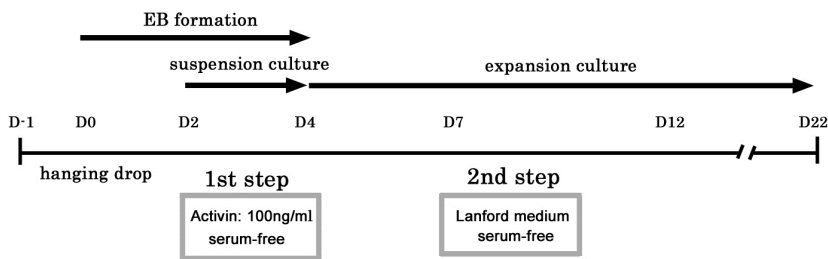 EB formation
suspension culture
expansion culture
D-1 D0 D2 D4 D7 D12 D22
hanging drop
1st step
2nd step
Activin: 100ng/ml
serum-free
Lanford medium
serum-free